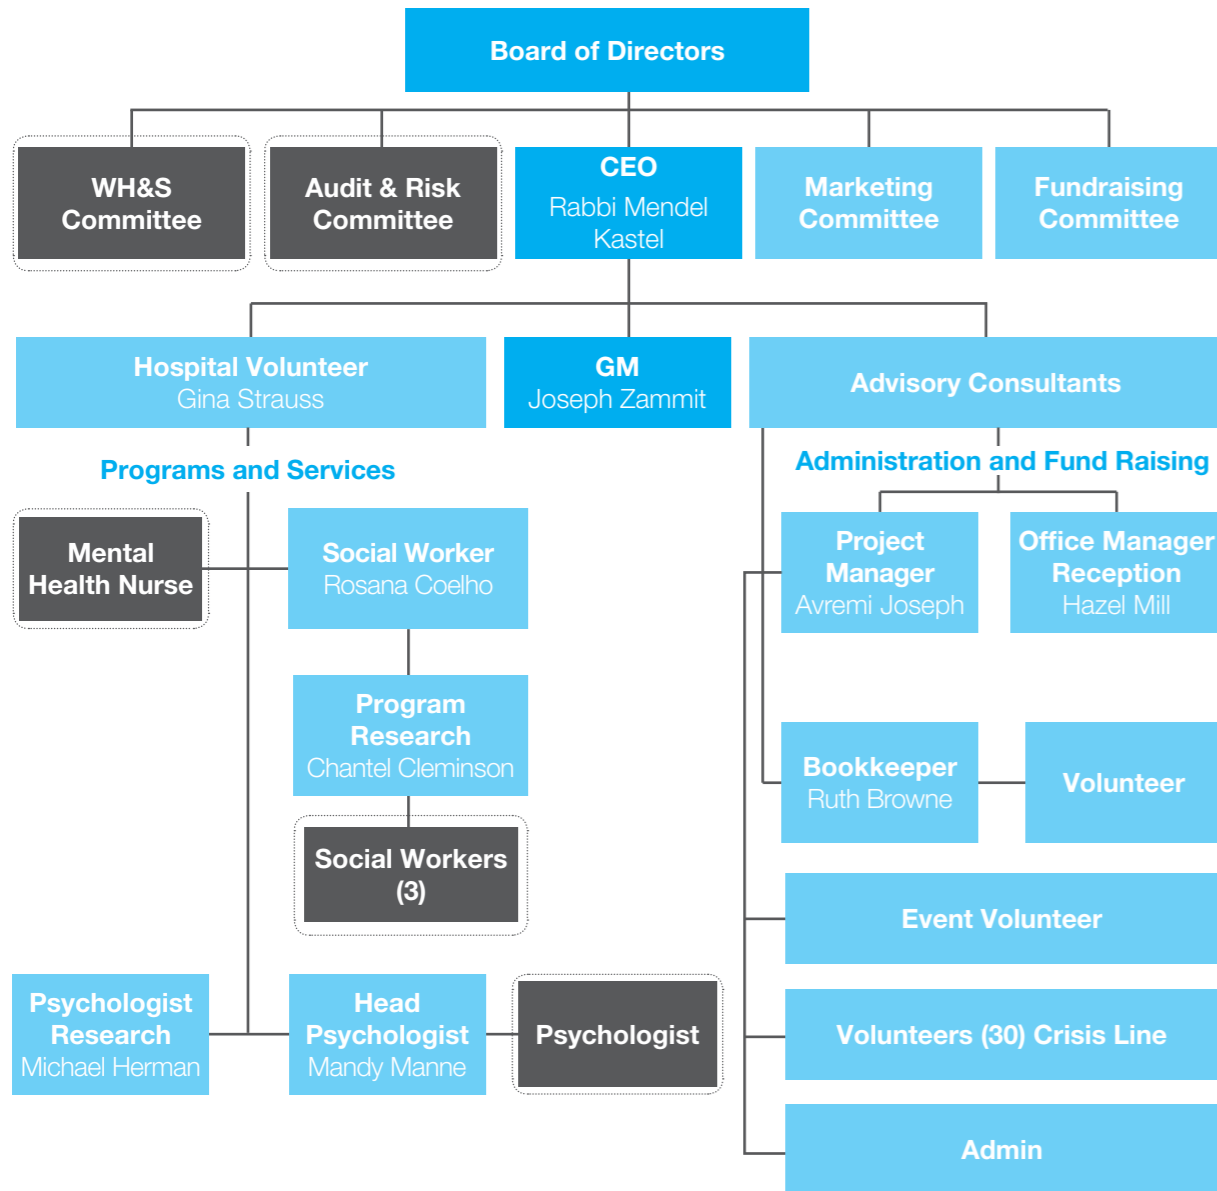 Board of Directors
WH&S
Committee
Audit & Risk
Committee
CEO
Rabbi Mendel
Kastel
Marketing
Committee
Fundraising
Committee
Hospital Volunteer
Gina Strauss
GM
Joseph Zammit
Advisory Consultants
Programs and Services
Administration and Fund Raising
Mental
Health Nurse
Social Worker
Rosana Coelho
Project
Manager
Avremi Joseph
Office Manager
Reception
Hazel Mill
Program
Research
Chantel Cleminson
Bookkeeper
Ruth Browne
Volunteer
Social Workers
(3)
Event Volunteer
Psychologist
Research
Michael Herman
Head
Psychologist
Mandy Manne
Psychologist
Volunteers (30) Crisis Line
Admin